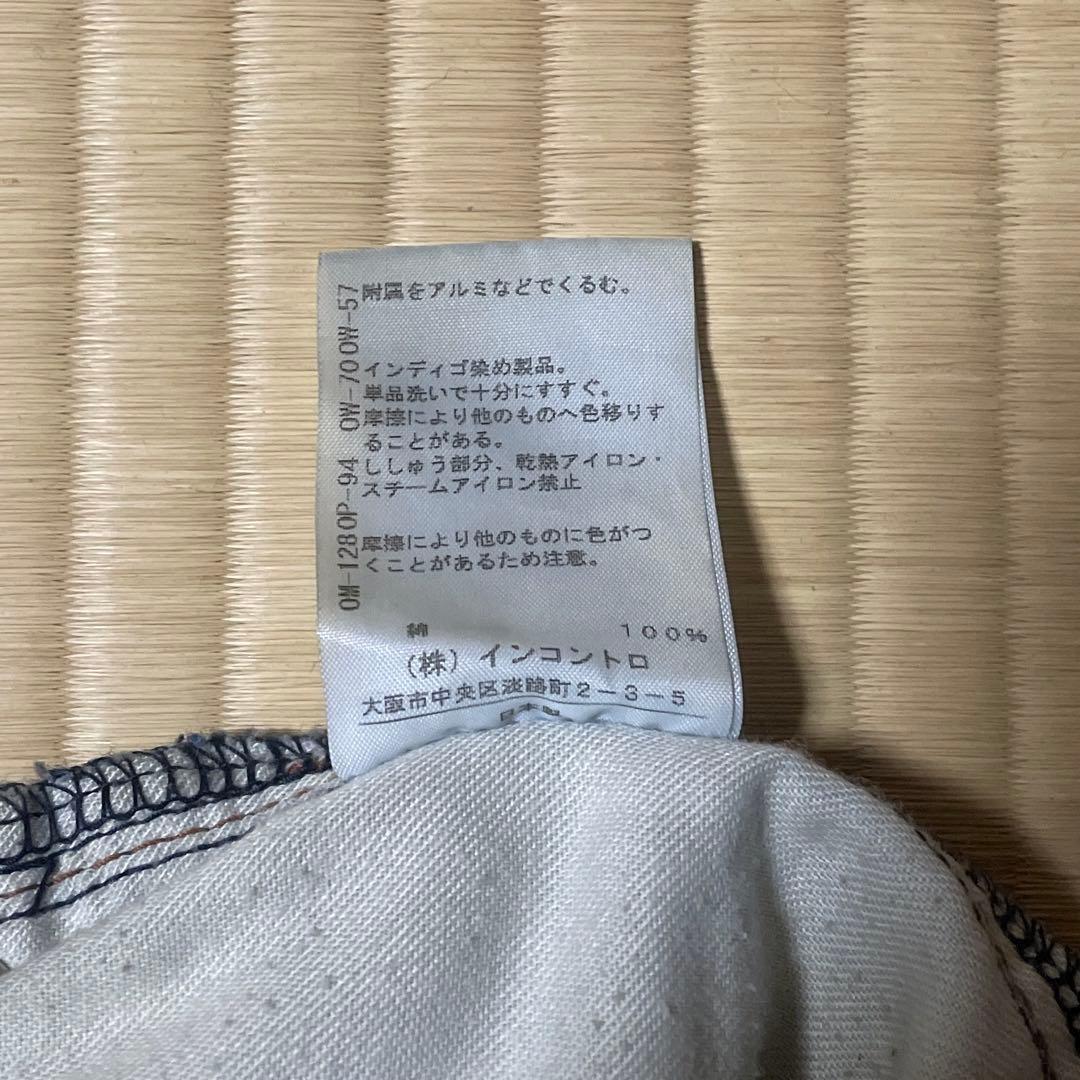 附属をアルミなどでくるむ。
インディゴ染め製品。
単品洗いで十分にすすぐ。
摩擦により他のものへ色移りす
ることがある。
ししゅう部分、乾熱アイロン・
スチームアイロン禁止
摩擦により他のものに色がつ
くことがあるため注意。
綿 100%
(株)インコントロ
大阪市中央区淡路町2-3-5
日本製
OM-1280P-94 OW-700W-57